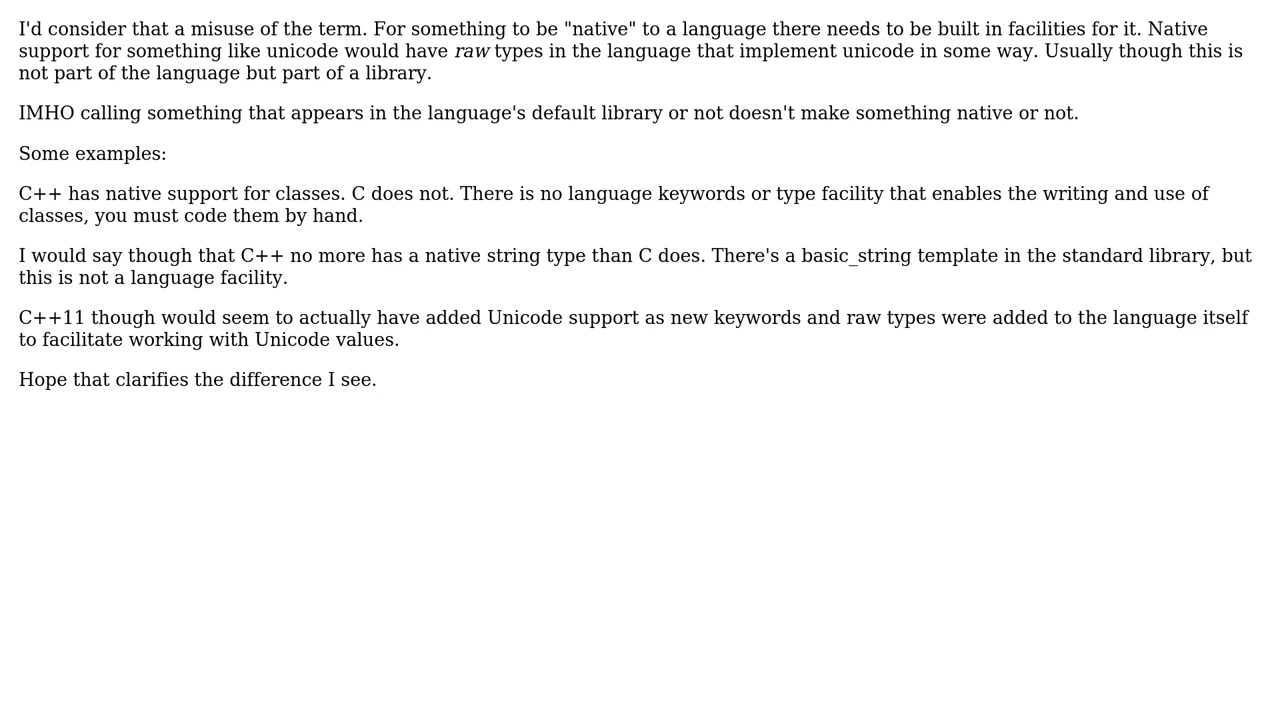 I'd consider that a misuse of the term. For something to be "native" to a language there needs to be built in facilities for it. Native
support for something like unicode would have raw types in the language that implement unicode in some way. Usually though this is
not part of the language but part of a library.
IMHO calling something that appears in the language's default library or not doesn't make something native or not.
Some examples:
C++ has native support for classes. C does not. There is no language keywords or type facility that enables the writing and use of
classes, you must code them by hand.
I would say though that C++ no more has a native string type than C does. There's a basic_string template in the standard library, but
this is not a language facility.
C++11 though would seem to actually have added Unicode support as new keywords and raw types were added to the language itself
to facilitate working with Unicode values.
Hope that clarifies the difference I see.